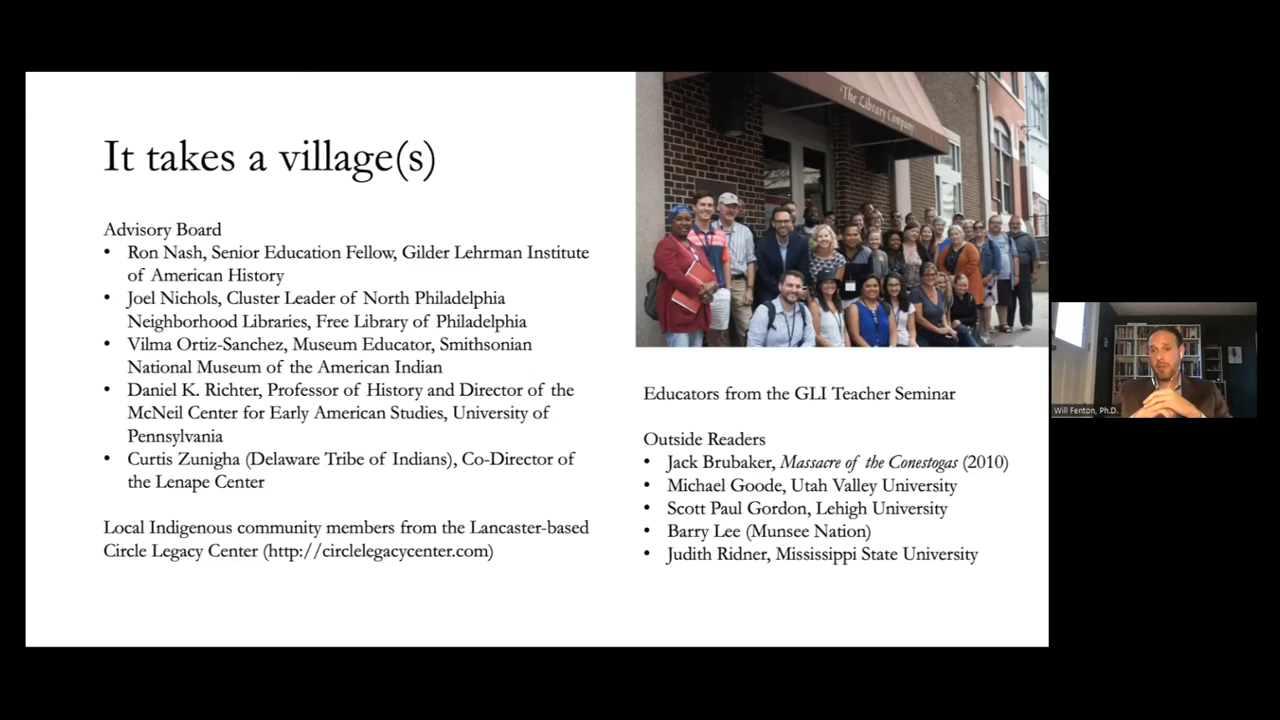 It takes a village(s)
Advisory Board
• Ron Nash, Senior Education Fellow, Gilder Lehrman Institute
of American History
• Joel Nichols, Cluster Leader of North Philadelphia
Neighborhood Libraries, Free Library of Philadelphia
• Vilma Ortiz-Sanchez, Museum Educator, Smithsonian
National Museum of the American Indian
• Daniel K. Richter, Professor of History and Director of the
McNeil Center for Early American Studies, University of
Pennsylvania
• Curtis Zunigha (Delaware Tribe of Indians), Co-Director of
the Lenape Center
Local Indigenous community members from the Lancaster-based
Circle Legacy Center (http://circlelegacycenter.com)
The Library Company
Educators from the GLI Teacher Seminar
Outside Readers
• Jack Brubaker, Massacre of the Conestogas (2010)
• Michael Goode, Utah Valley University
• Scott Paul Gordon, Lehigh University
• Barry Lee (Munsee Nation)
• Judith Ridner, Mississippi State University
Will Fenton, Ph.D.